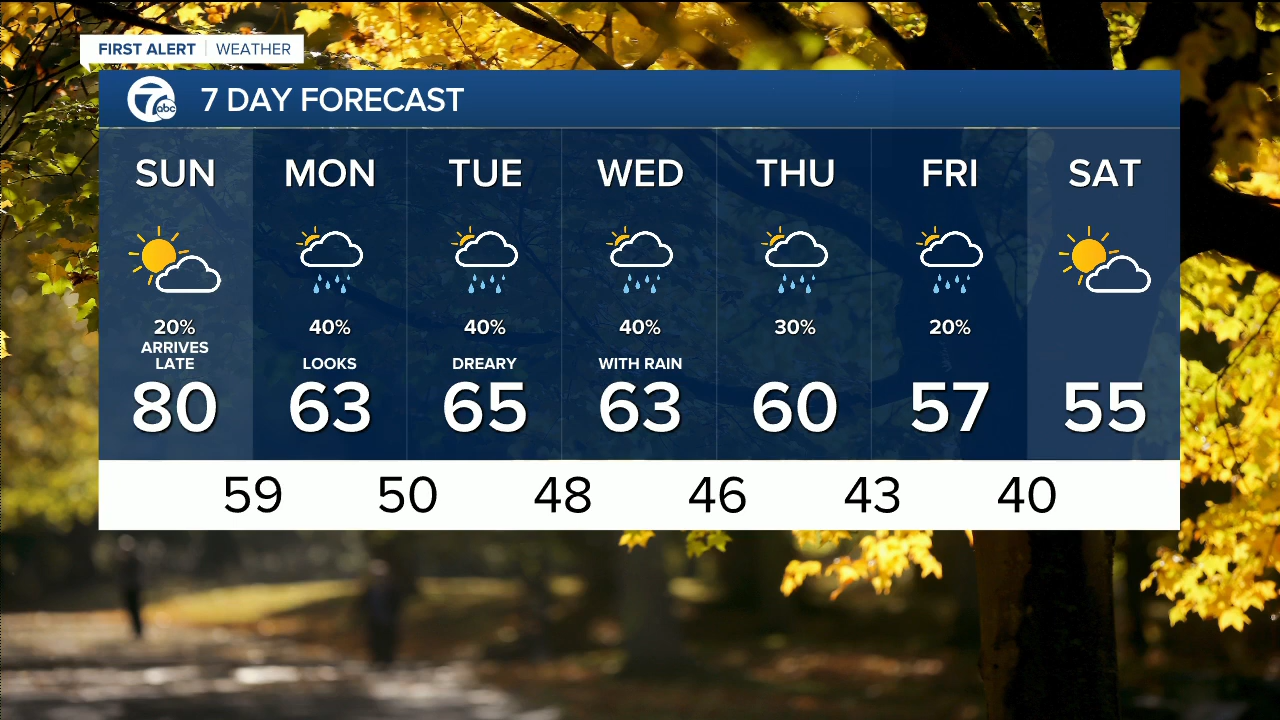 FIRST ALERT | WEATHER
7 abc 7 DAY FORECAST
SUN MON TUE WED THU FRI SAT
20% 40% 40% 40% 30% 20%
ARRIVES
LATE LOOKS DREARY WITH RAIN
80 63 65 63 60 57 55
59 50 48 46 43 40